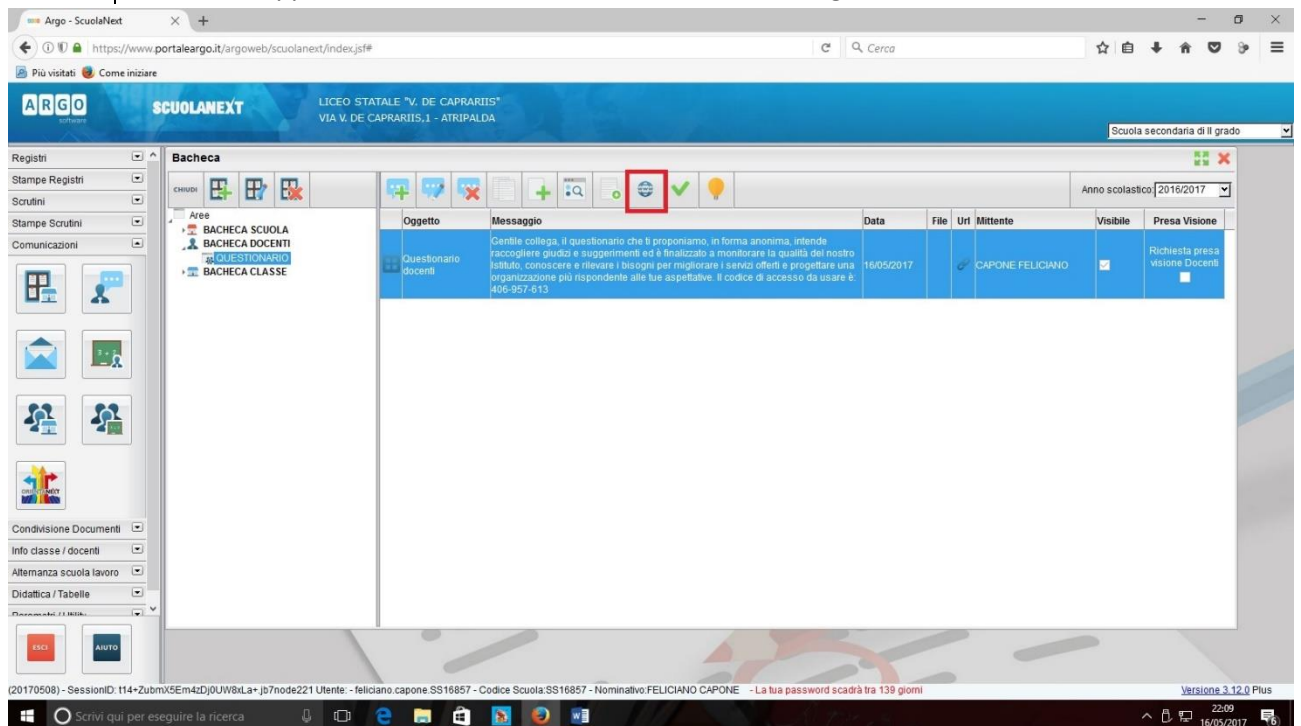 Argo - ScuolaNext
https://www.portaleargo.it/argoweb/scuolanext/index.jsf#
Cerca
Più visitati
Come iniziare
ARGO
software
SCUOLANEXT
LICEO STATALE "V. DE CAPRARIIS"
VIA V. DE CAPRARIIS,1 - ATRIPALDA
Scuola secondaria di II grado
Registri
Stampe Registri
Scrutini
Stampe Scrutini
Comunicazioni
Condivisione Documenti
Info classe / docenti
Alternanza scuola lavoro
Didattica / Tabelle
ESCI
AIUTO
Bacheca
CHIUDI
Anno scolastico: 2016/2017
Aree
BACHECA SCUOLA
BACHECA DOCENTI
QUESTIONARIO
BACHECA CLASSE
Oggetto Messaggio Data File Url Mittente Visibile Presa Visione
Questionario docenti
Gentile collega, il questionario che ti proponiamo, in forma anonima, intende
raccogliere giudizi e suggerimenti ed è finalizzato a monitorare la qualità del nostro
Istituto, conoscere e rilevare i bisogni per migliorare i servizi offerti e progettare una
organizzazione più rispondente alle tue aspettative. Il codice di accesso da usare è:
406-957-613
16/05/2017
CAPONE FELICIANO
Richiesta presa
visione Docenti
(20170508) - SessionID: t14+ZubmX5Em4zDj0UW8xLa+.jb7node221 Utente: - feliciano.capone.SS16857 - Codice Scuola:SS16857 - Nominativo:FELICIANO CAPONE - La tua password scadrà tra 139 giorni
Versione 3.12.0 Plus
Scrivi qui per eseguire la ricerca
22:09
16/05/2017